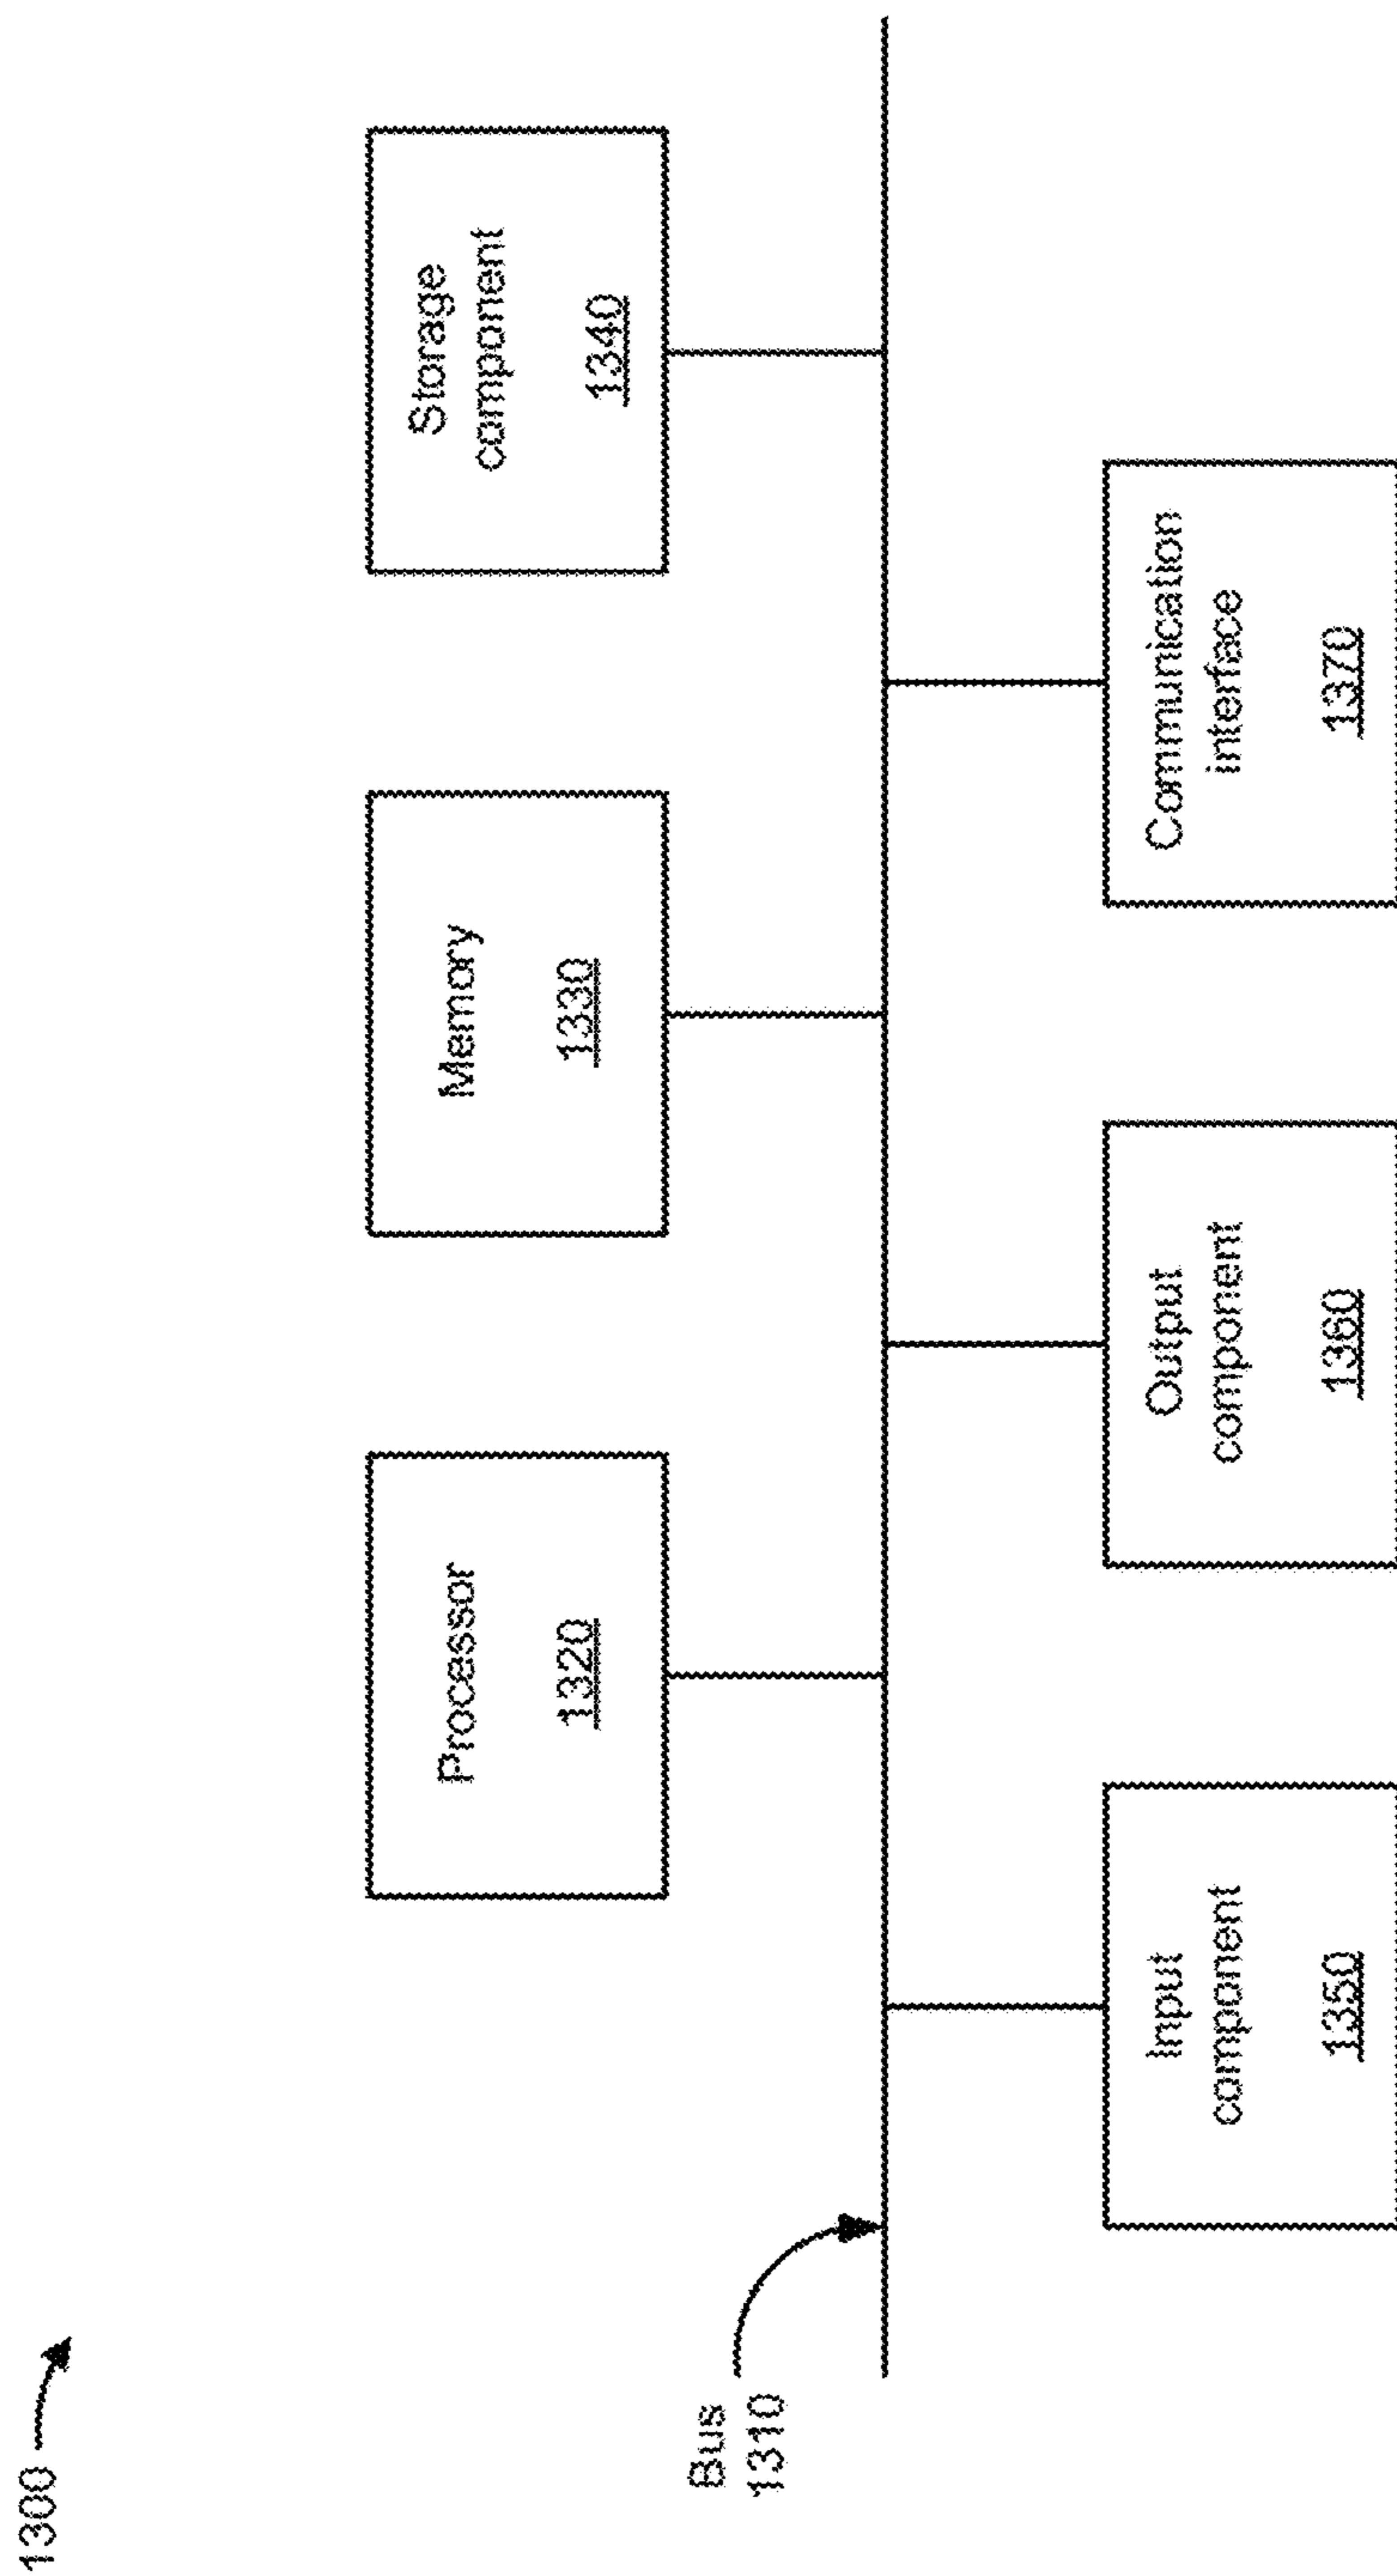 1300
Processor
1320
Memory
1330
Storage
component
1340
Bus
1310
Input
component
1350
Output
component
1360
Communication
interface
1370